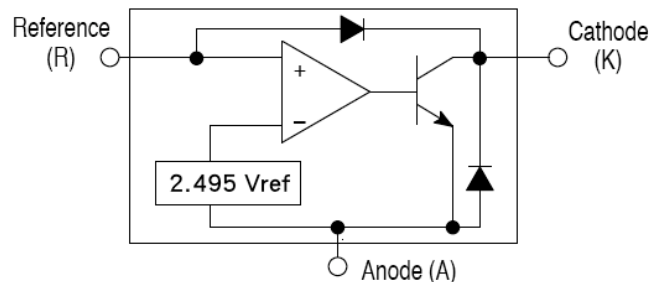 Reference
(R)
Cathode
(K)
+
−
2.495 Vref
Anode (A)